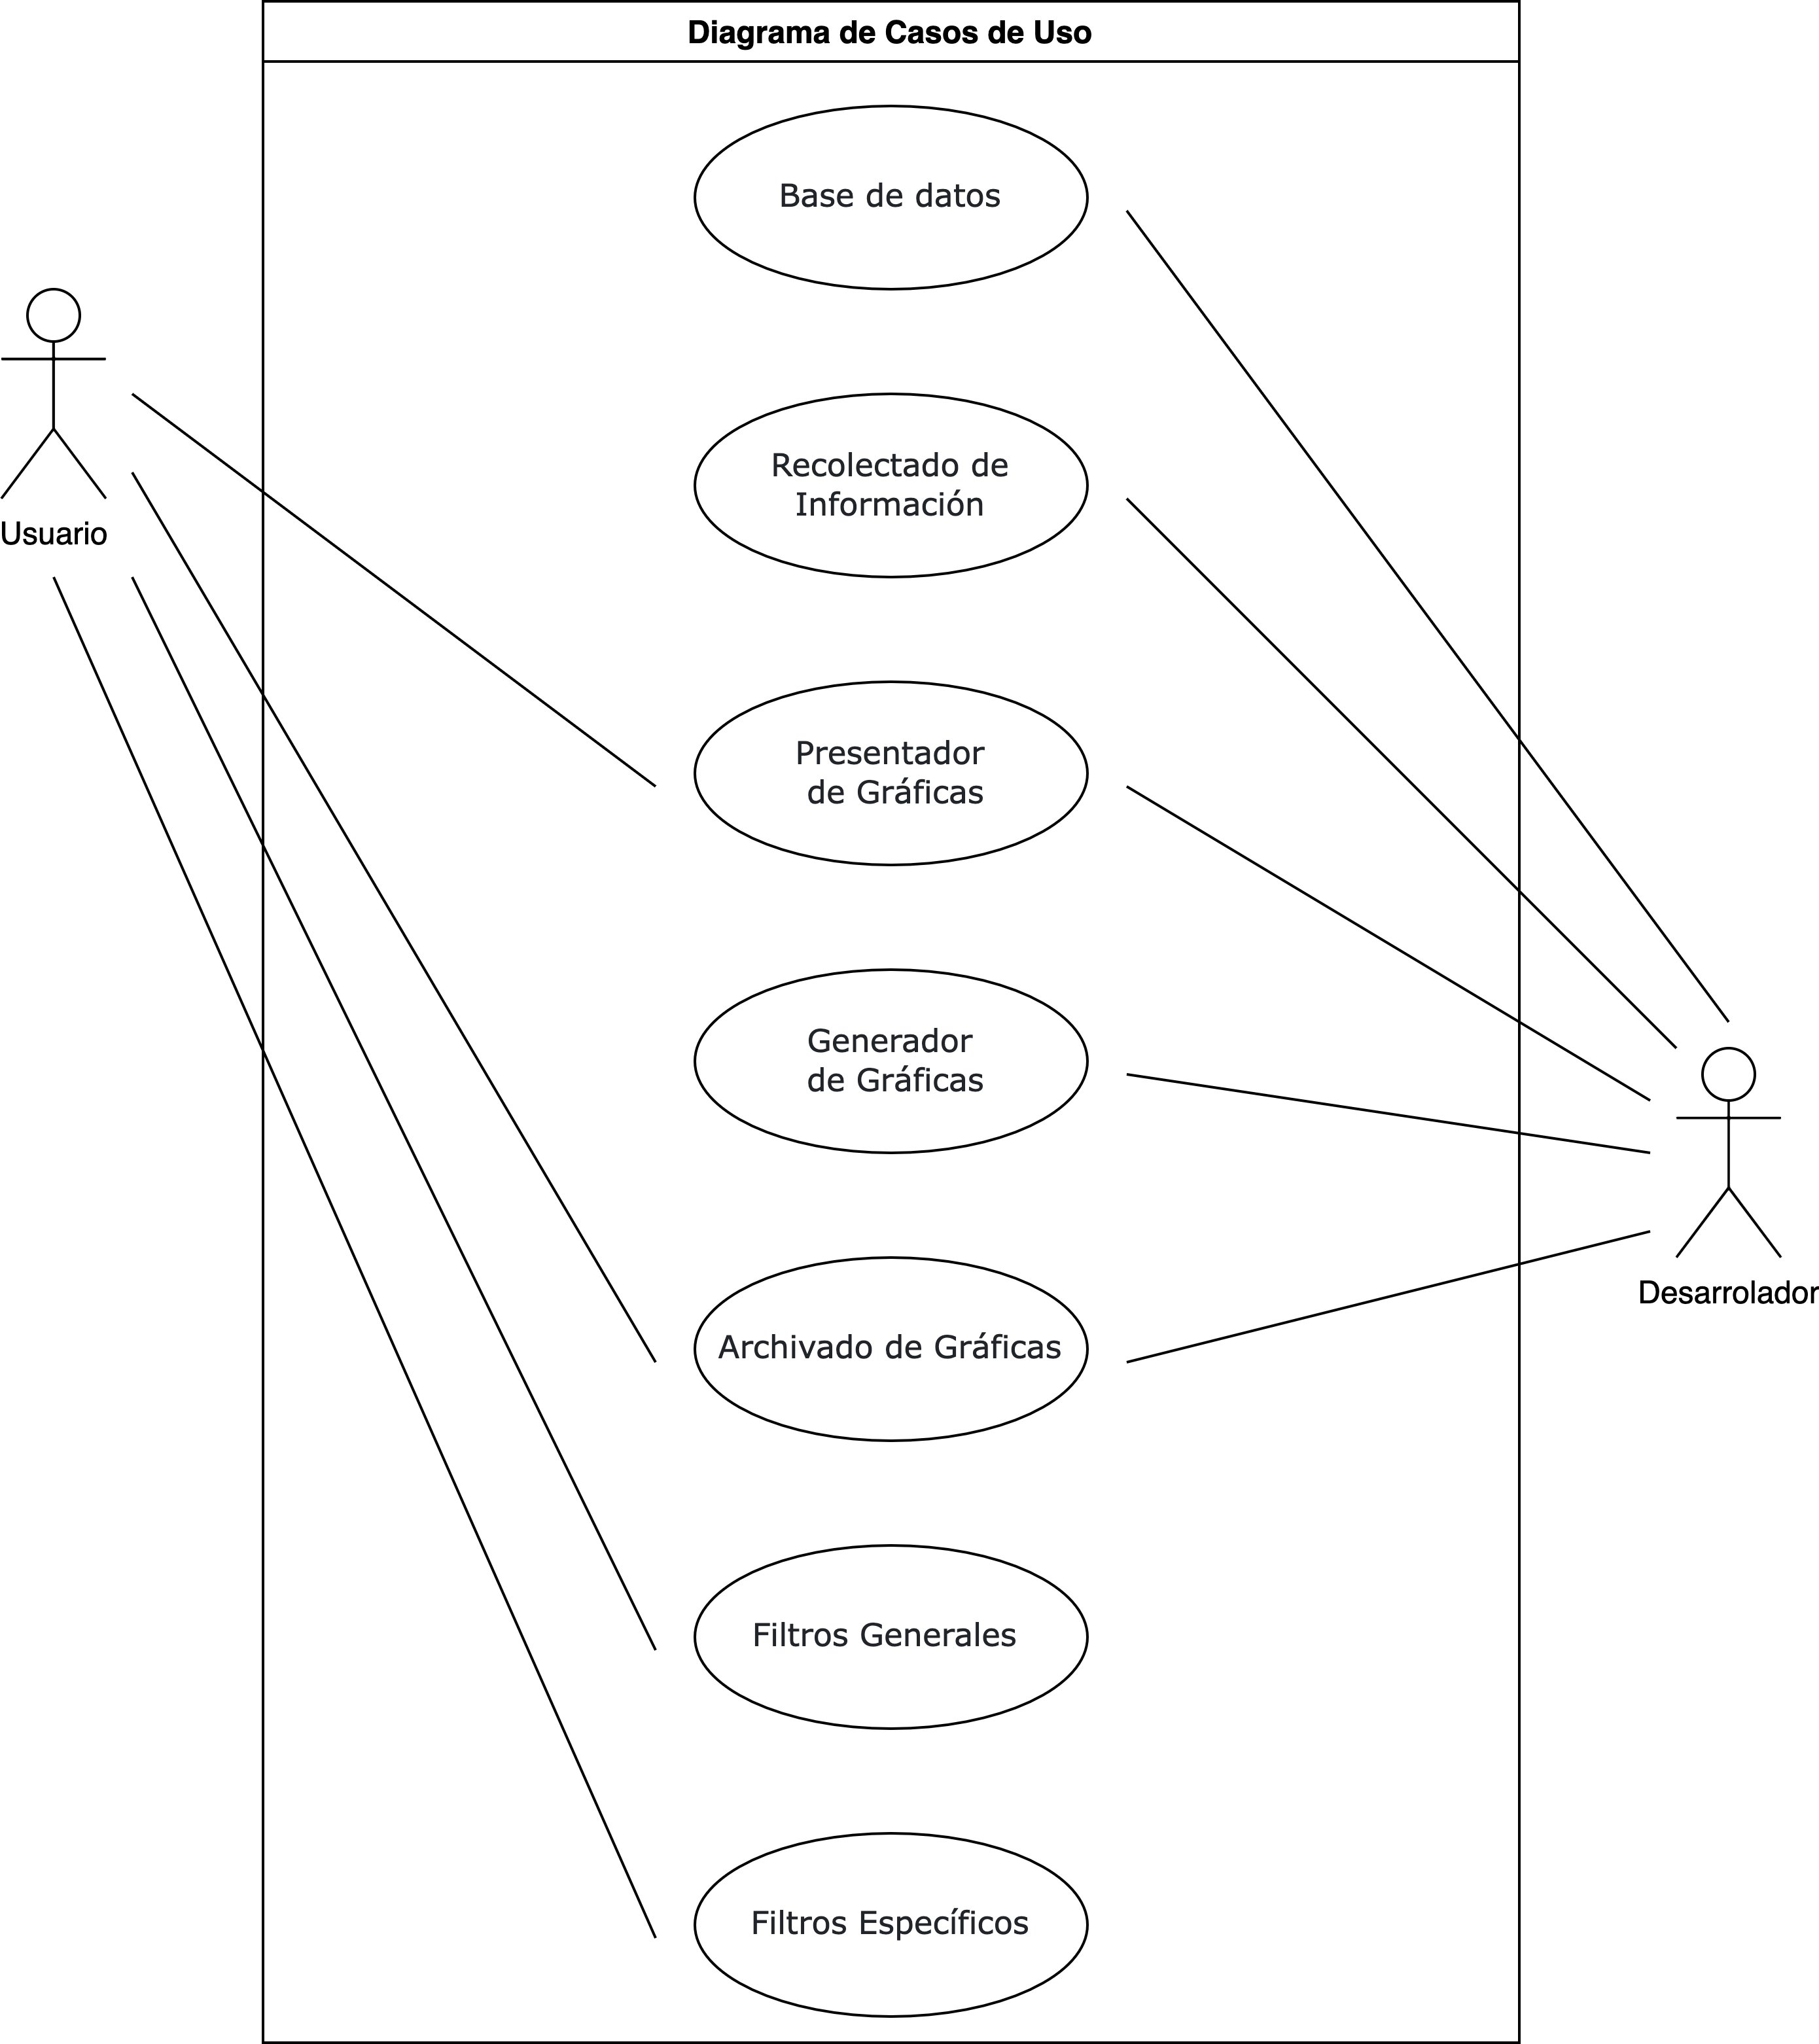 Diagrama de Casos de Uso
Base de datos
Usuario
Recolectado de
Información
Presentador
de Gráficas
Generador
de Gráficas
Desarrolador
Archivado de Gráficas
Filtros Generales
Filtros Específicos